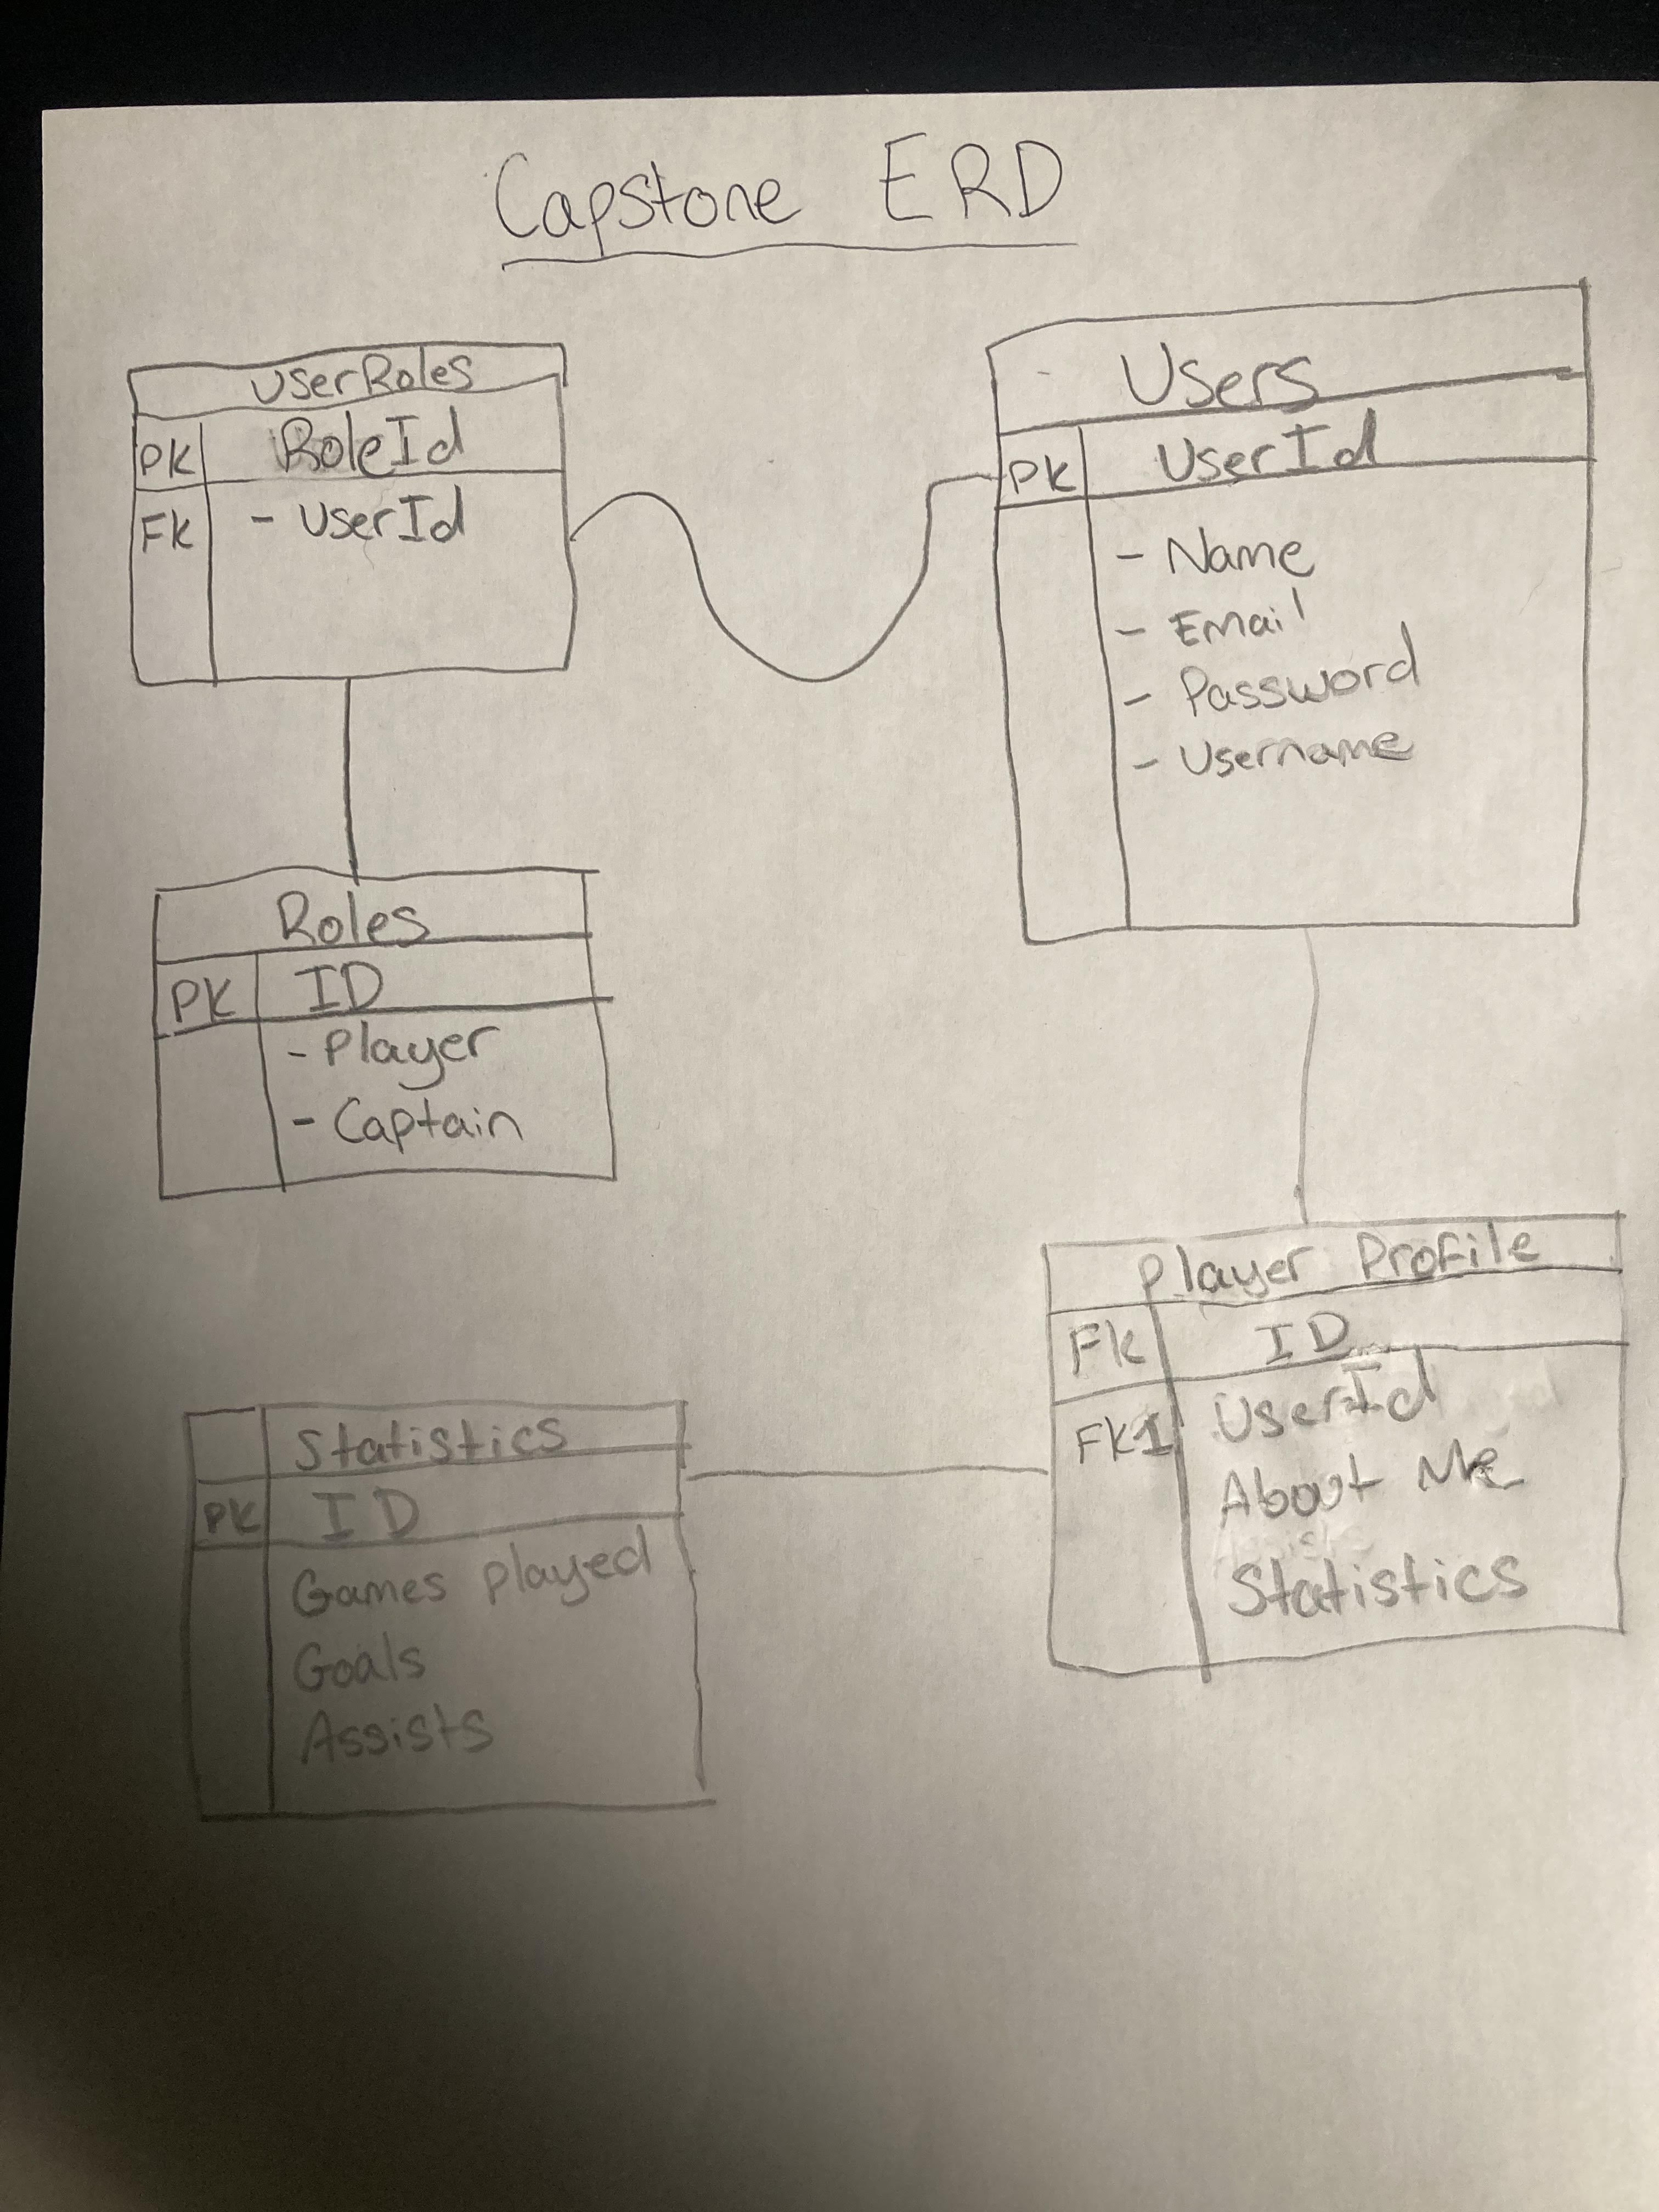 Capstone ERD
UserRoles
PK RoleId
FK - UserId
Users
PK UserId
- Name
- Email
- Password
- Username
Roles
PK ID
- Player
- Captain
Player Profile
FK ID
FK1 UserId
About Me
Statistics
Statistics
PK ID
Games played
Goals
Assists